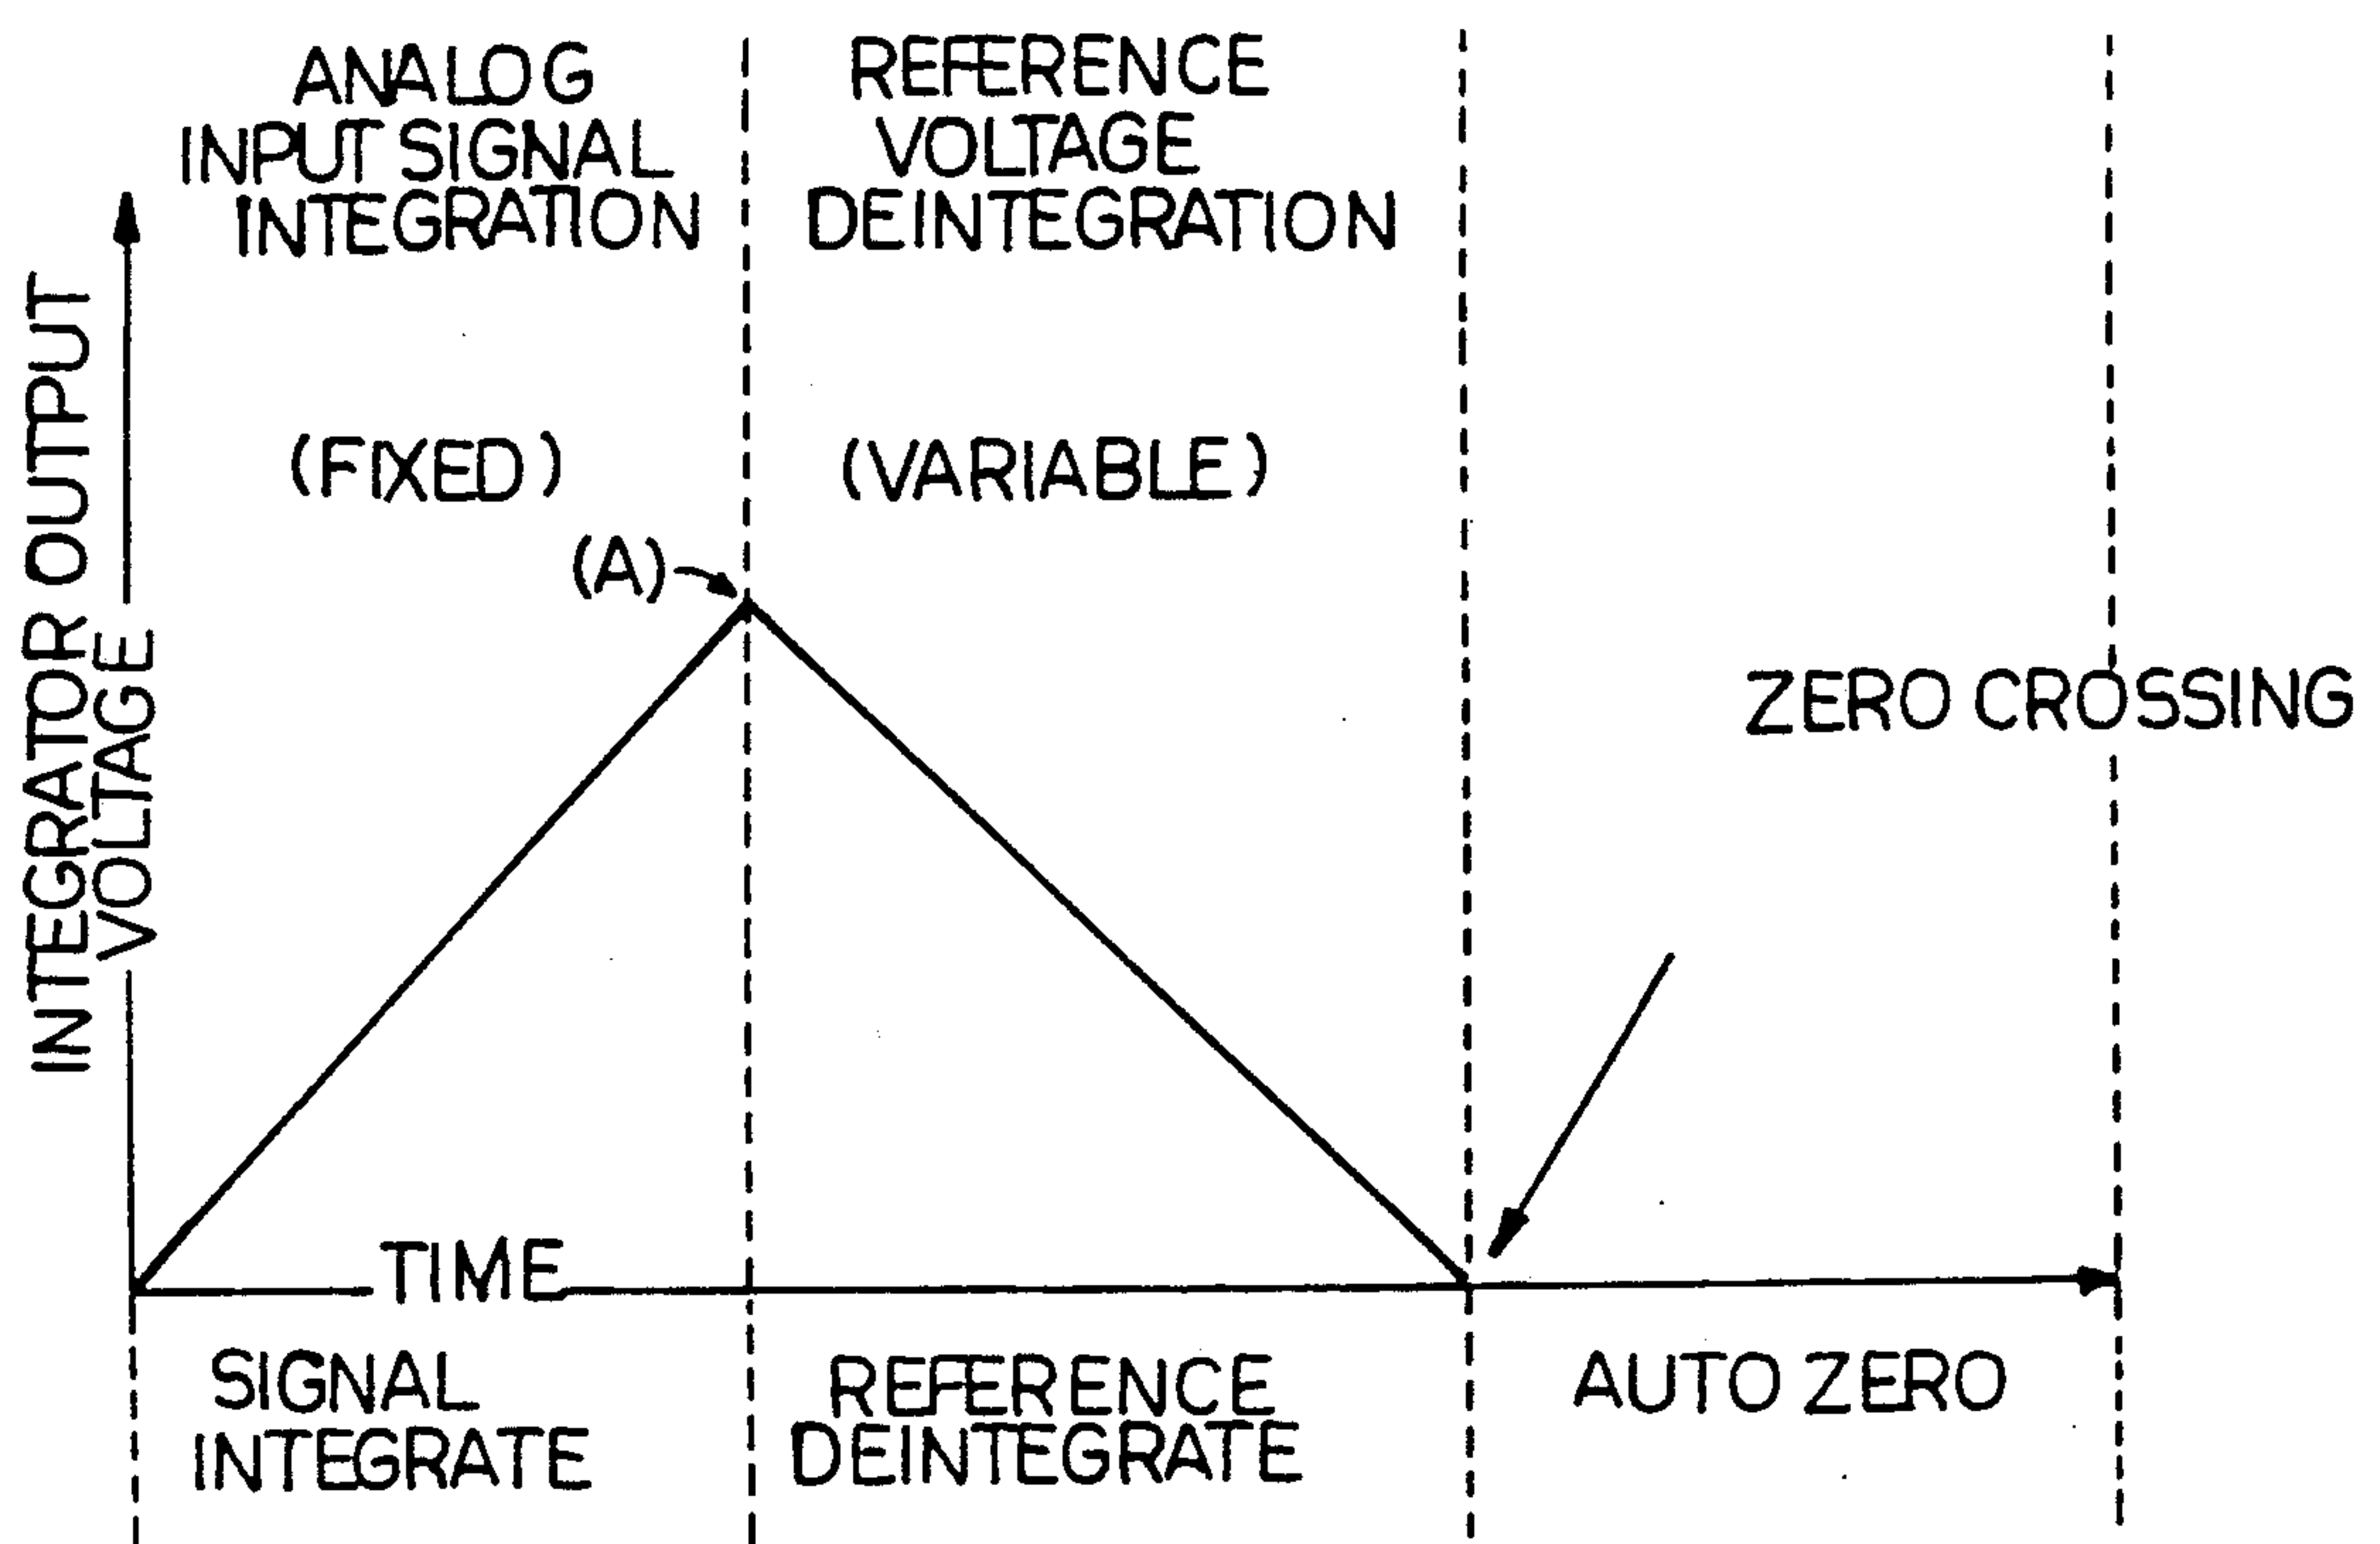 ANALOG
INPUT SIGNAL
INTEGRATION
REFERENCE
VOLTAGE
DEINTEGRATION
(FIXED)
(VARIABLE)
(A)
INTEGRATOR OUTPUT
VOLTAGE
ZERO CROSSING
TIME
SIGNAL
INTEGRATE
REFERENCE
DEINTEGRATE
AUTO ZERO